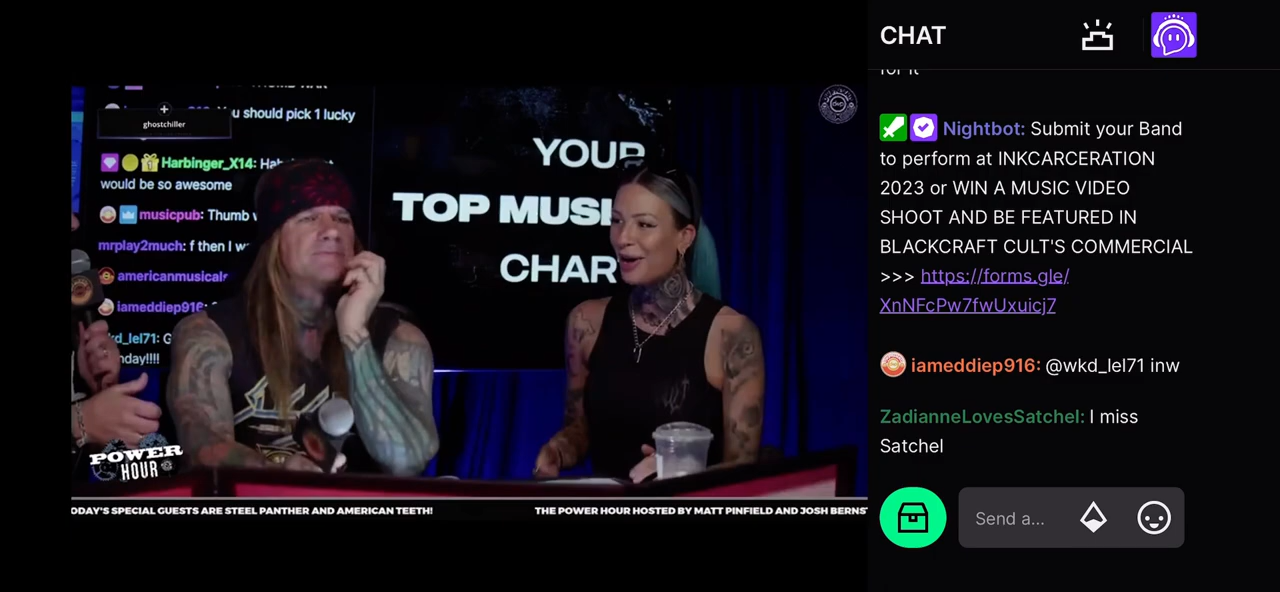 u should pick 1 lucky
ghostchiller
Harbinger_X14:
would be so awesome
musicpub: Thumb
mrplay2much: f then I
americanmusical
iameddiep916:
kd_lel71: G
nday!!!!
YOUR
TOP MUSI
CHAR
POWER
HOUR
ODAY'S SPECIAL GUESTS ARE STEEL PANTHER AND AMERICAN TEETH!
THE POWER HOUR HOSTED BY MATT PINFIELD AND JOSH BERNST
CHAT
for it
Nightbot: Submit your Band
to perform at INKCARCERATION
2023 or WIN A MUSIC VIDEO
SHOOT AND BE FEATURED IN
BLACKCRAFT CULT'S COMMERCIAL
>>> https://forms.gle/
XnNFcPw7fwUxuicj7
iameddiep916: @wkd_lel71 inw
ZadianneLovesSatchel: I miss
Satchel
Send a...